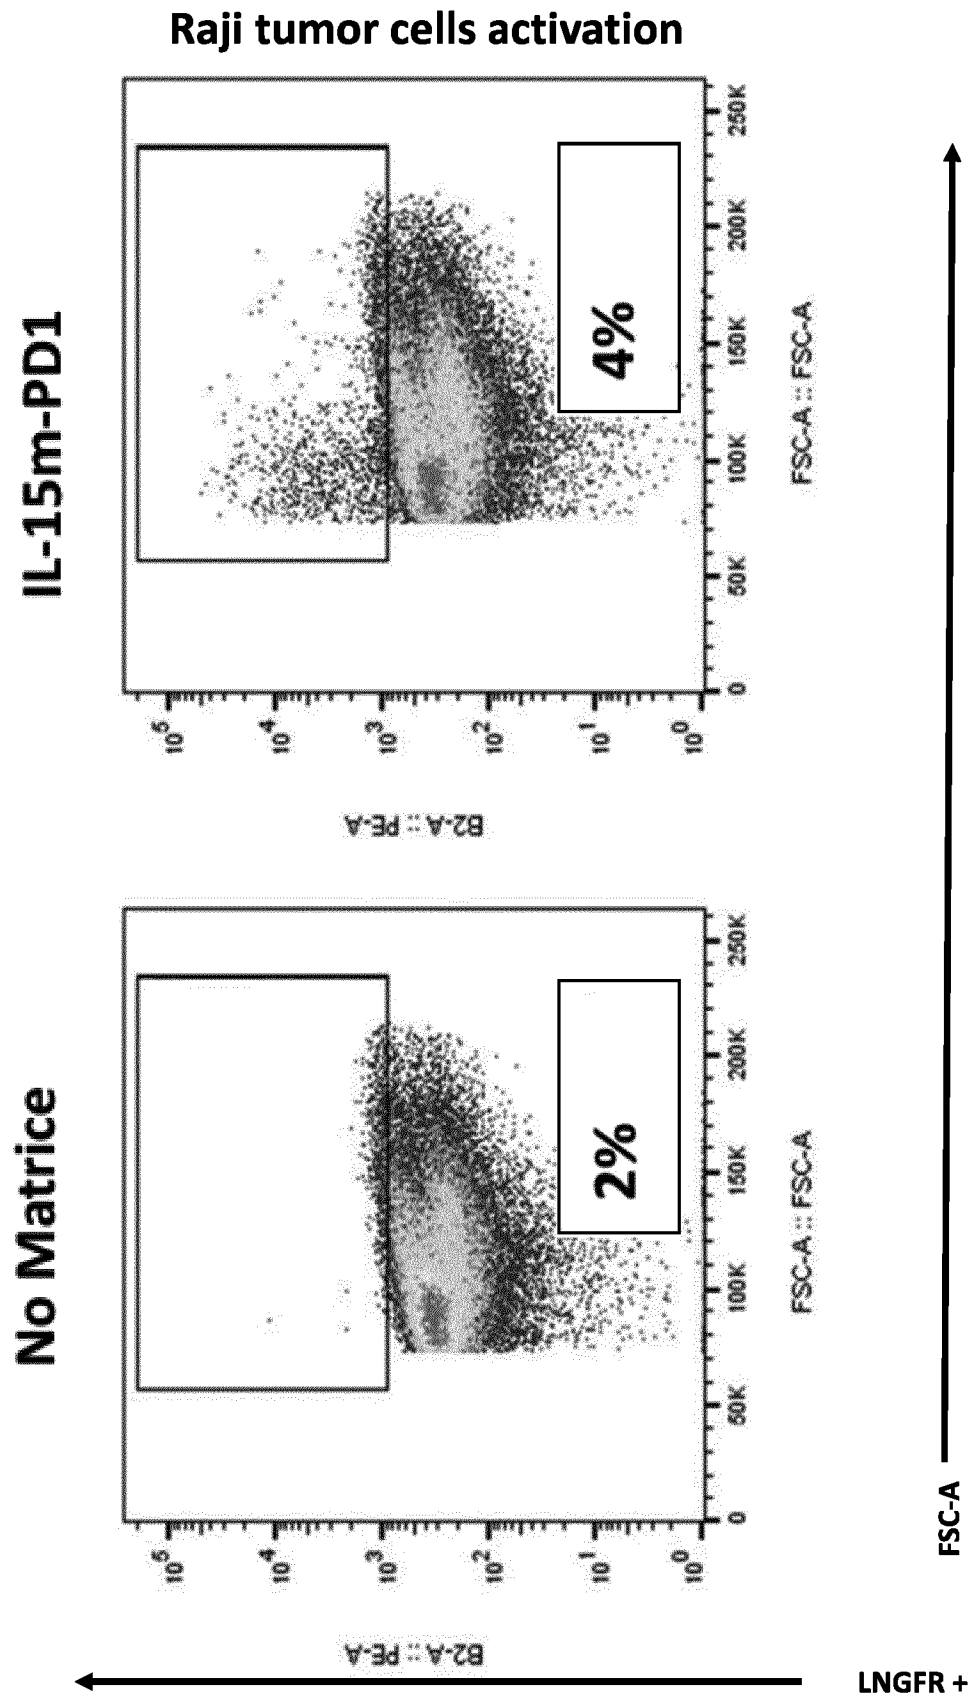 Raji tumor cells activation
IL-15m-PD1
10^5
10^4
10^3
10^2
10^1
10^0
B2-A :: PE-A
4%
0
50K
100K
150K
200K
250K
FSC-A :: FSC-A
No Matrice
10^5
10^4
10^3
10^2
10^1
10^0
B2-A :: PE-A
2%
0
50K
100K
150K
200K
250K
FSC-A :: FSC-A
FSC-A
LNGFR +